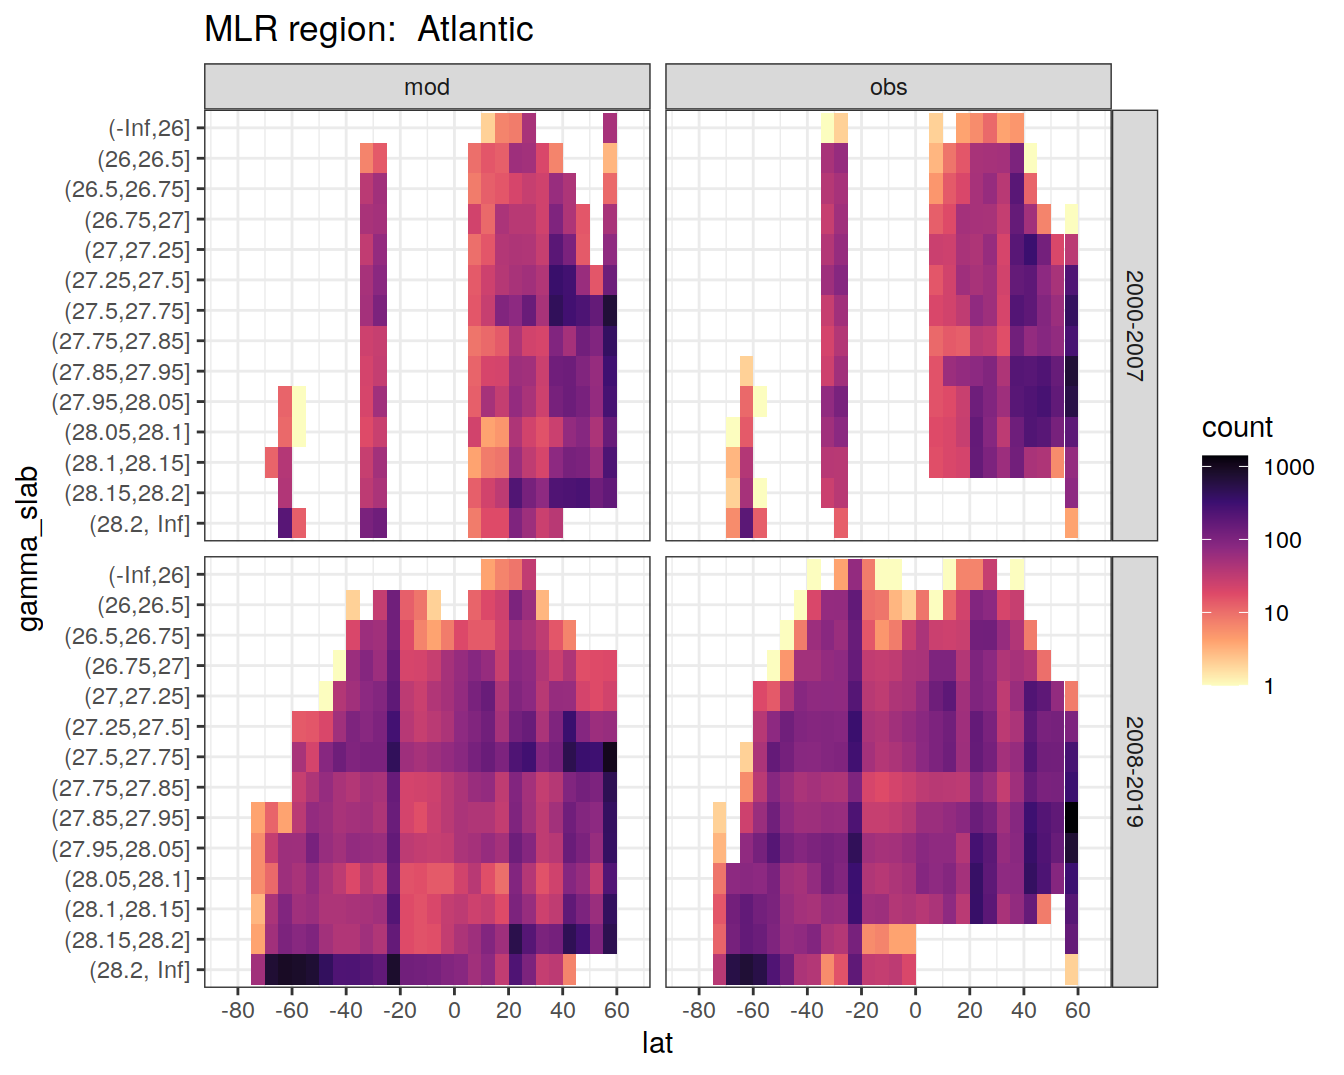 MLR region:  Atlantic
mod
obs
(-Inf,26]
(26,26.5]
(26.5,26.75]
(26.75,27]
(27,27.25]
(27.25,27.5]
(27.5,27.75]
(27.75,27.85]
(27.85,27.95]
(27.95,28.05]
(28.05,28.1]
(28.1,28.15]
(28.15,28.2]
(28.2, Inf]
2000-2007
(-Inf,26]
(26,26.5]
(26.5,26.75]
(26.75,27]
(27,27.25]
(27.25,27.5]
(27.5,27.75]
(27.75,27.85]
(27.85,27.95]
(27.95,28.05]
(28.05,28.1]
(28.1,28.15]
(28.15,28.2]
(28.2, Inf]
2008-2019
gamma_slab
-80 -60 -40 -20 0 20 40 60
-80 -60 -40 -20 0 20 40 60
lat
count
1000
100
10
1